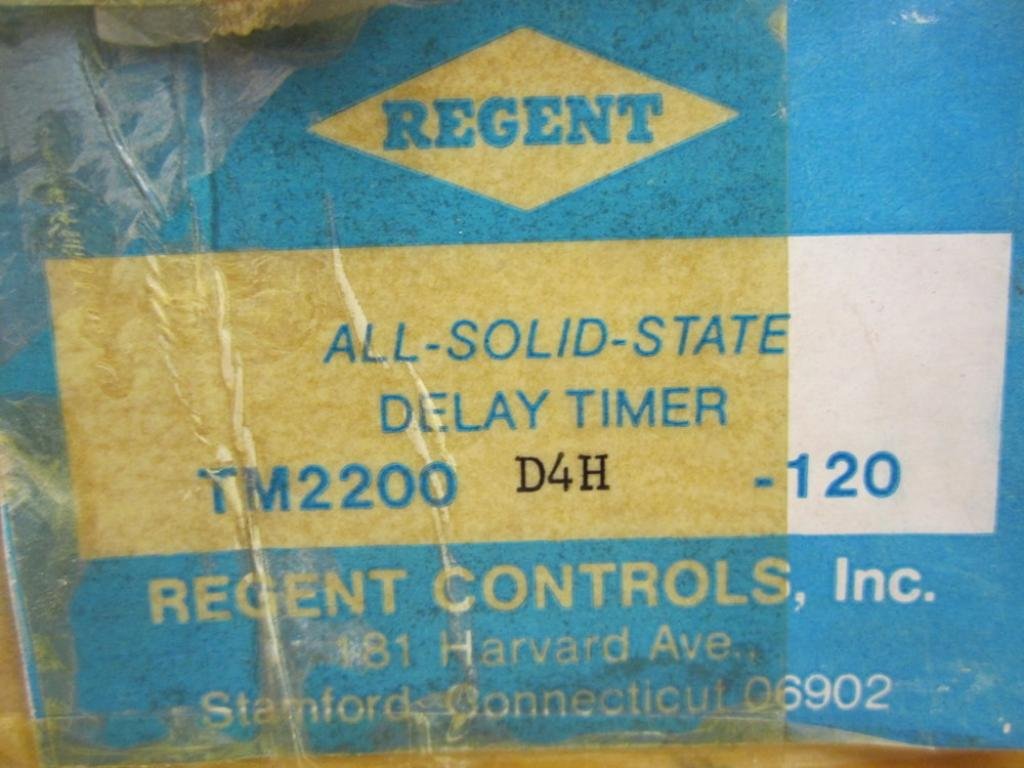 REGENT
ALL-SOLID-STATE
DELAY TIMER
TM2200 D4H -120
REGENT CONTROLS, Inc.
181 Harvard Ave.,
Stamford, Connecticut 06902